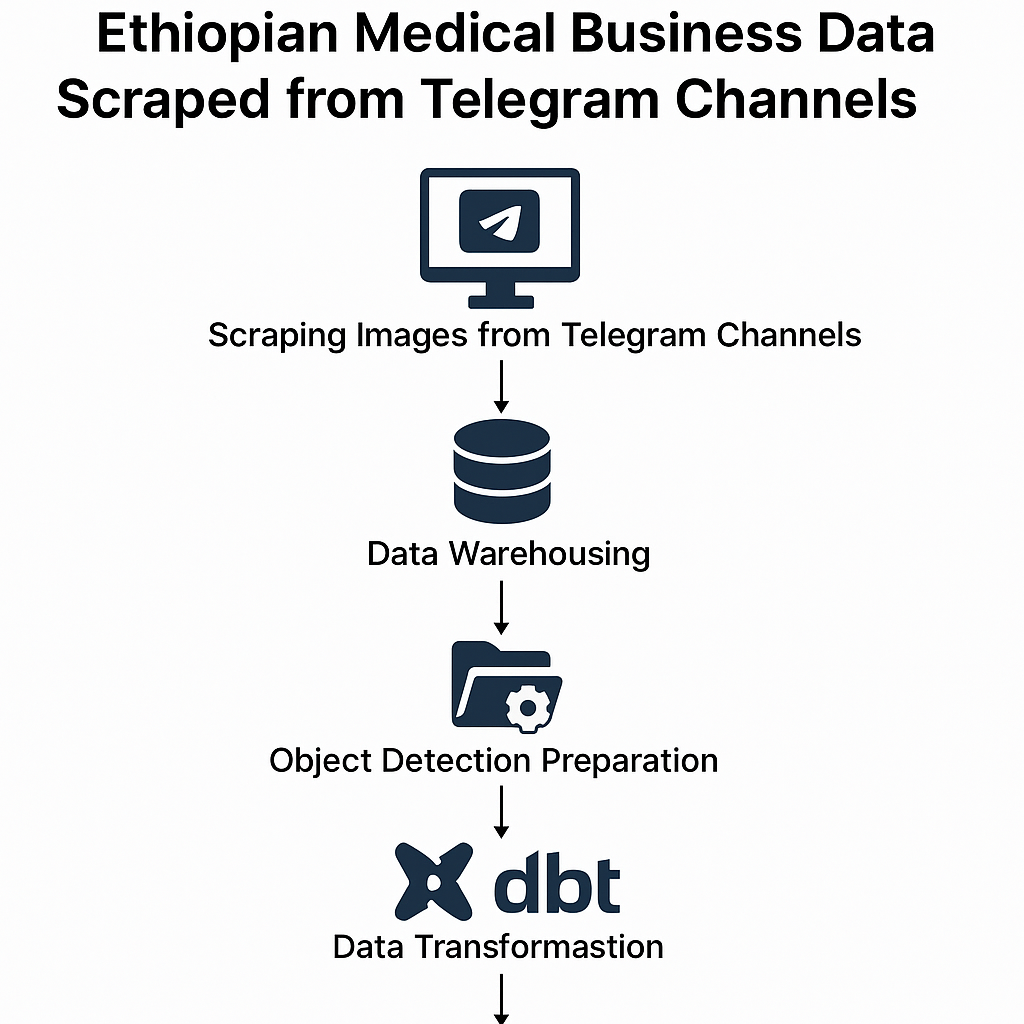 Ethiopian Medical Business Data
Scraped from Telegram Channels
Scraping Images from Telegram Channels
Data Warehousing
Object Detection Preparation
dbt
Data Transformastion